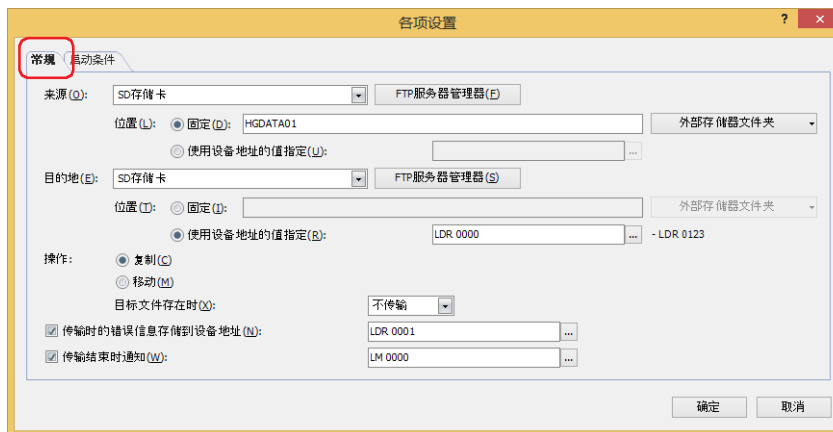 各项设置
? ×
常规 启动条件
来源(O): SD存储卡 FTP服务器管理器(F)
位置(L): 固定(D): HGDATA01 外部存储器文件夹
使用设备地址的值指定(U): ...
目的地(E): SD存储卡 FTP服务器管理器(S)
位置(T): 固定(I): 外部存储器文件夹
使用设备地址的值指定(R): LDR 0000 ... - LDR 0123
操作: 复制(C)
移动(M)
目标文件存在时(X): 不传输
传输时的错误信息存储到设备地址(N): LDR 0001 ...
传输结束时通知(W): LM 0000 ...
确定 取消